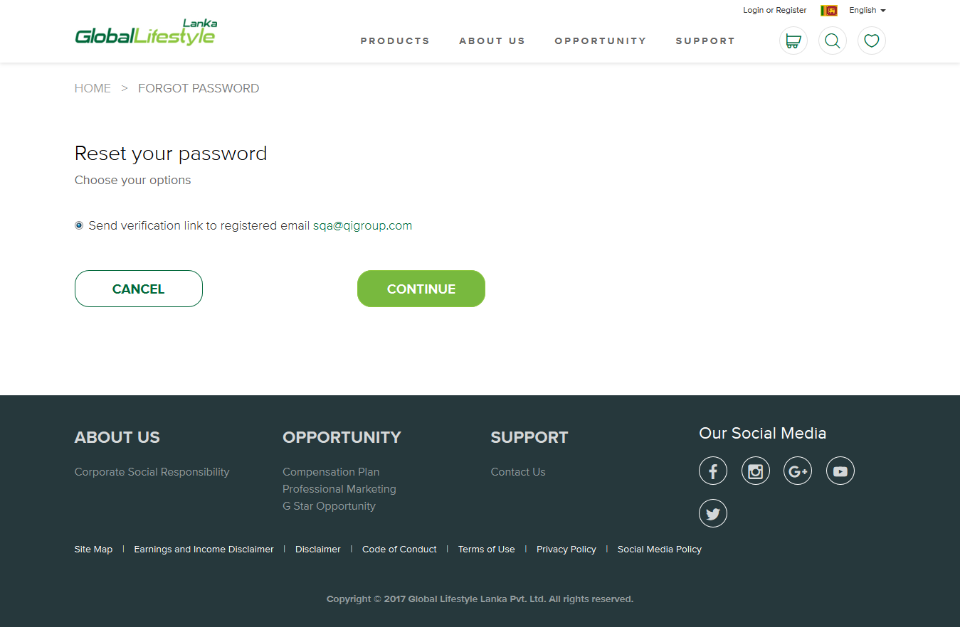 Login or Register English
Lanka
GlobalLifestyle
PRODUCTS ABOUT US OPPORTUNITY SUPPORT
HOME > FORGOT PASSWORD
Reset your password
Choose your options
Send verification link to registered email sqa@qigroup.com
CANCEL CONTINUE
ABOUT US OPPORTUNITY SUPPORT Our Social Media
Corporate Social Responsibility Compensation Plan Contact Us
Professional Marketing
G Star Opportunity
Site Map | Earnings and Income Disclaimer | Disclaimer | Code of Conduct | Terms of Use | Privacy Policy | Social Media Policy
Copyright © 2017 Global Lifestyle Lanka Pvt. Ltd. All rights reserved.